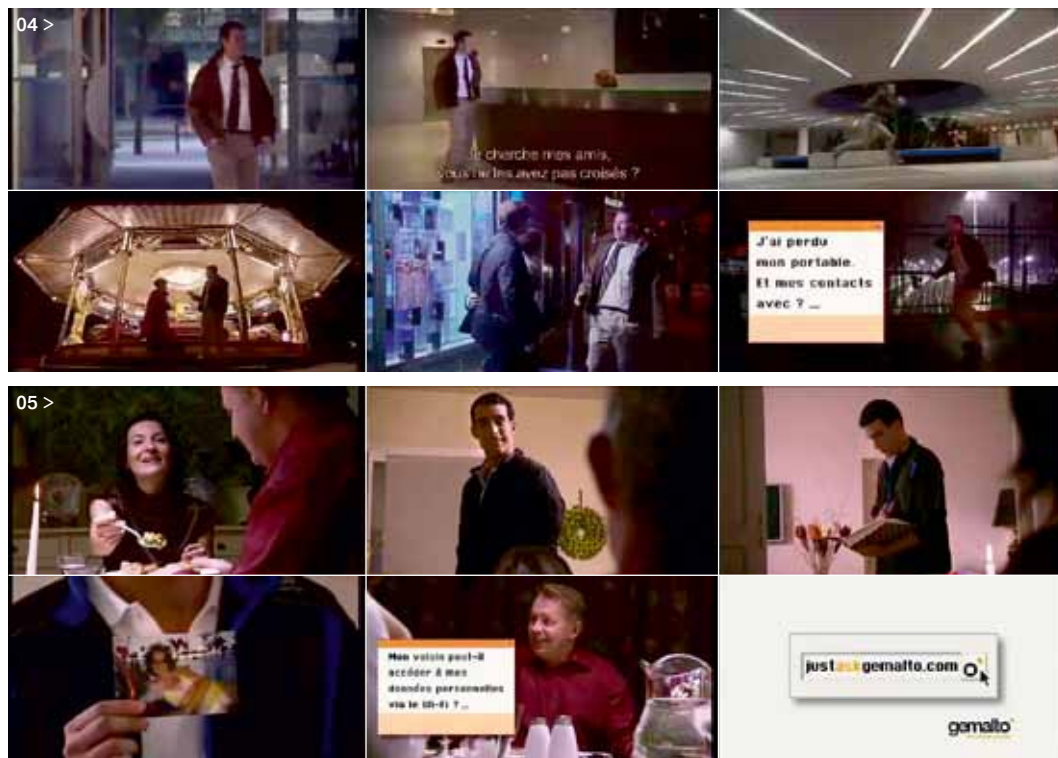 04 >
Je cherche mes amis,
vous ne les avez pas croisés ?
J'ai perdu
mon portable.
Et mes contacts
avec ? ...
05 >
Mon voisin peut-il
accéder à mes
données personnelles
via le Wi-Fi ? ...
justaskgemalto.com
gemalto